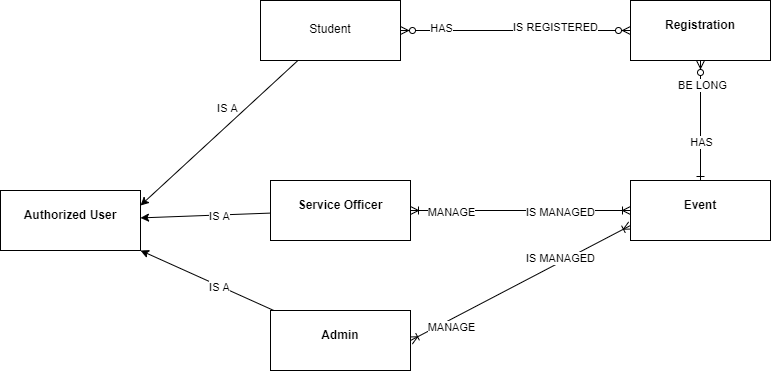 Student
HAS
IS REGISTERED
Registration
BE LONG
IS A
HAS
Authorized User
IS A
Service Officer
MANAGE
IS MANAGED
Event
IS MANAGED
IS A
Admin
MANAGE